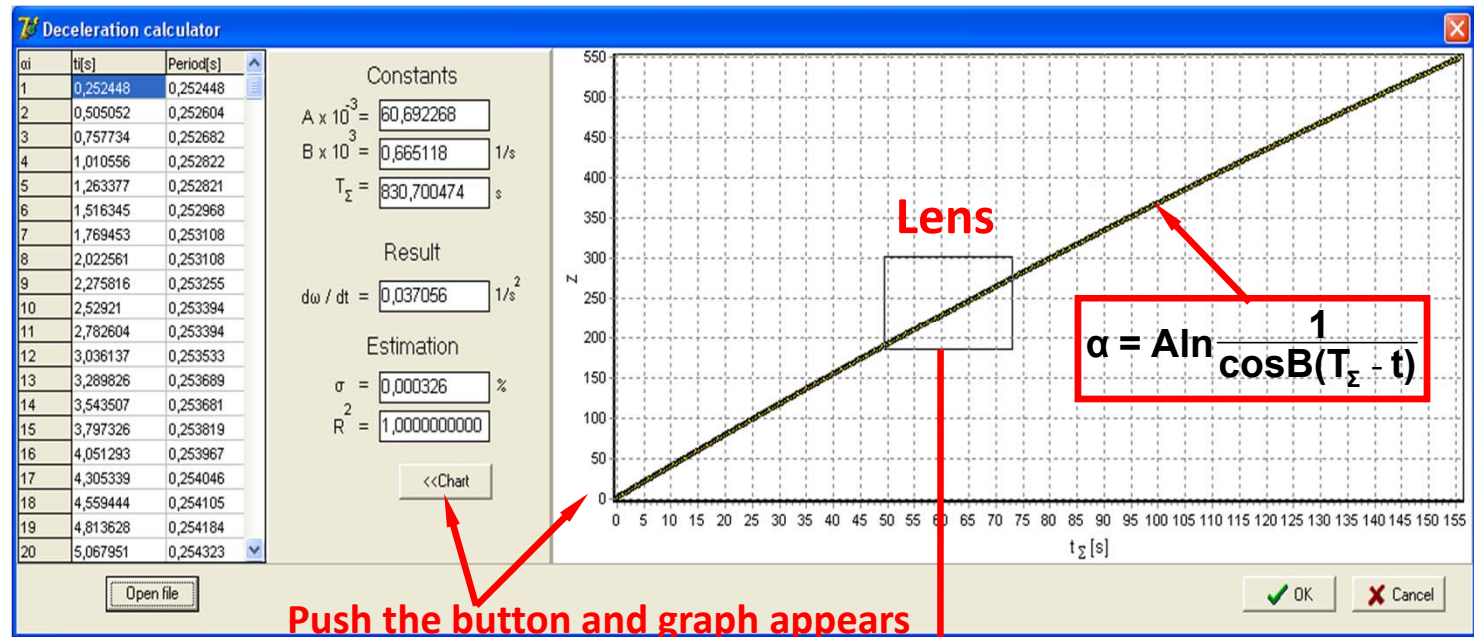 Deceleration calculator
αi ti[s] Period[s]
1 0,252448 0,252448
2 0,505052 0,252604
3 0,757734 0,252682
4 1,010556 0,252822
5 1,263377 0,252821
6 1,516345 0,252968
7 1,769453 0,253108
8 2,022561 0,253108
9 2,275816 0,253255
10 2,52921 0,253394
11 2,782604 0,253394
12 3,036137 0,253533
13 3,289826 0,253689
14 3,543507 0,253681
15 3,797326 0,253819
16 4,051293 0,253967
17 4,305339 0,254046
18 4,559444 0,254105
19 4,813628 0,254184
20 5,067951 0,254323
Open file
Constants
A x 10^-3 = 60,692268
B x 10^3 = 0,665118 1/s
T_Σ = 830,700474 s
Result
dω / dt = 0,037056 1/s^2
Estimation
σ = 0,000326 %
R^2 = 1,0000000000
<<Chart
Push the button and graph appears
550
500
450
400
350
300
250
200
150
100
50
0
Z
Lens
α = Aln 1/cosB(T_Σ - t)
0 5 10 15 20 25 30 35 40 45 50 55 60 65 70 75 80 85 90 95 100 105 110 115 120 125 130 135 140 145 150 155
t_Σ [s]
OK
Cancel